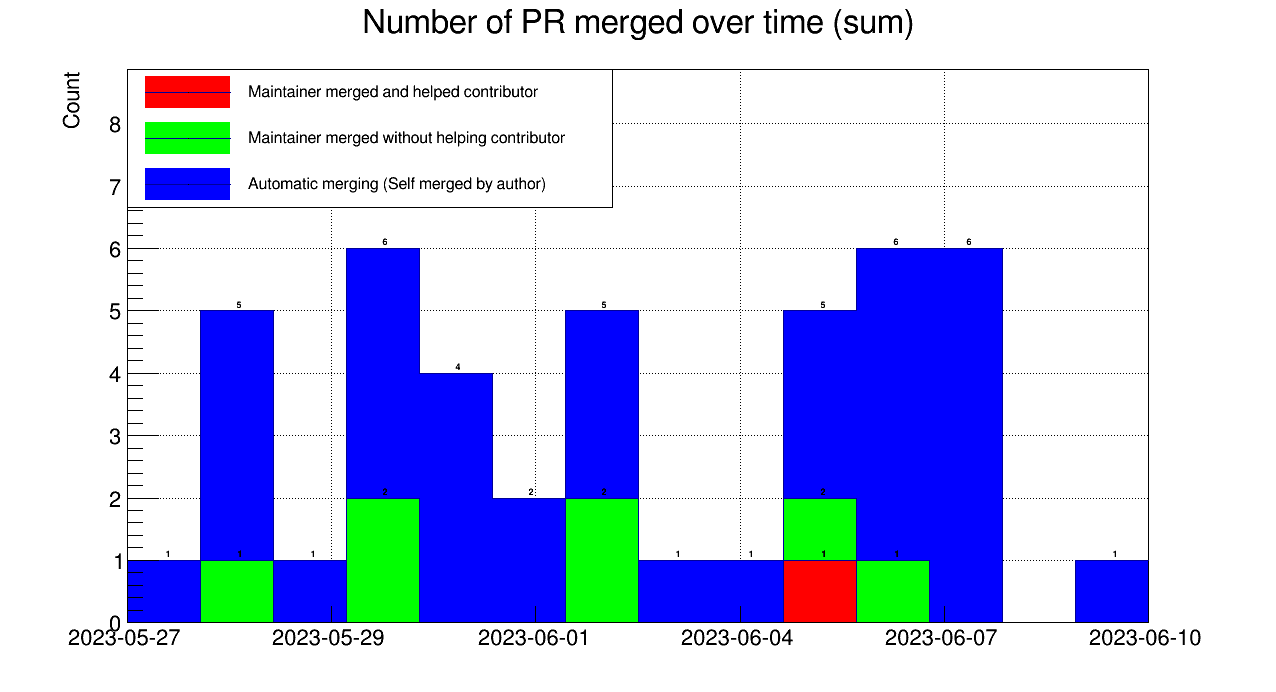 Number of PR merged over time (sum)
Count
Maintainer merged and helped contributor
Maintainer merged without helping contributor
Automatic merging (Self merged by author)
8
7
6
5
4
3
2
1
0
1 5 1 6 4 2 5 1 1 5 6 6 1
1 2 2 2 1 1
2023-05-27 2023-05-29 2023-06-01 2023-06-04 2023-06-07 2023-06-10